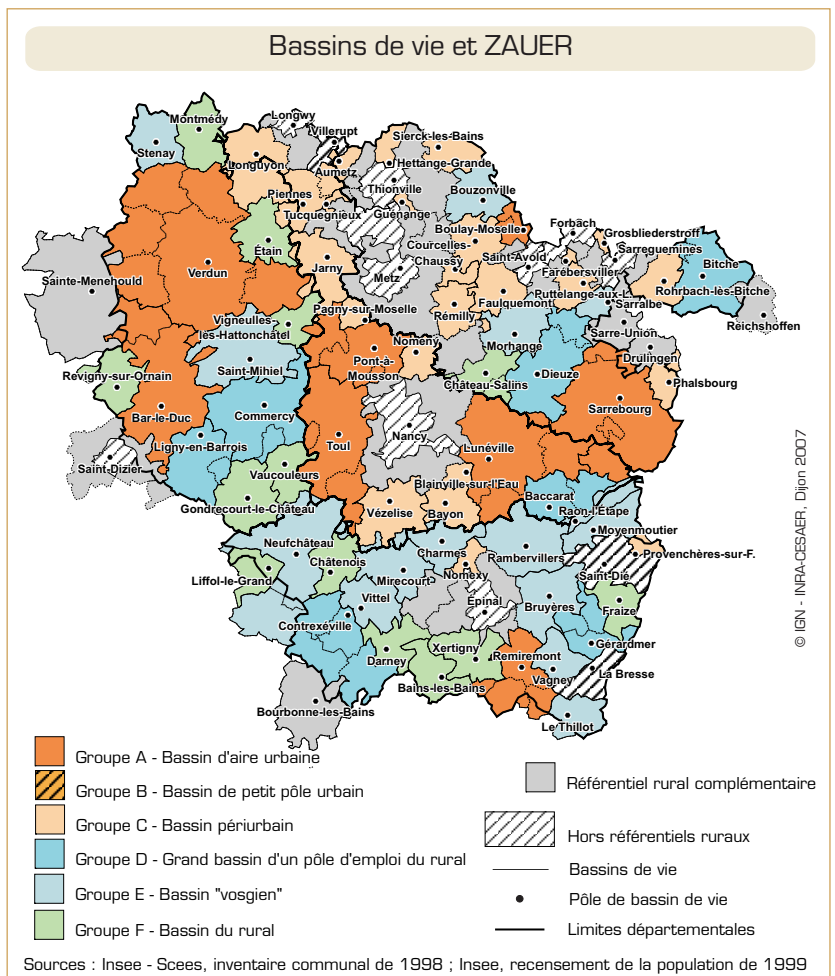 Bassins de vie et ZAUER
Montmédy
Longwy
Villerupt
Sierck-les-Bains
Stenay
Longuyon
Aumetz
Hettange-Grande
Piennes
Thionville
Bouzonville
Tucquegnieux
Guénange
Forbach
Étain
Boulay-Moselle
Grosbliederstroff
Courcelles-
Chaussy
Saint-Avold
Sarreguemines
Verdun
Jarny
Metz
Farébersviller
Bitche
Sainte-Menehould
Puttelange-aux-L.
Rohrbach-lès-Bitche
Pagny-sur-Moselle
Rémilly
Faulquemont
Sarralbe
Vigneulles-
lès-Hattonchâtel
Sarre-Union
Reichshoffen
Nomeny
Morhange
Drulingen
Saint-Mihiel
Pont-à-
Mousson
Dieuze
Revigny-sur-Ornain
Château-Salins
Phalsbourg
Bar-le-Duc
Commercy
Sarrebourg
Ligny-en-Barrois
Toul
Nancy
Lunéville
Saint-Dizier
Vaucouleurs
Blainville-sur-l'Eau
Baccarat
Gondrecourt-le-Château
Vézelise
Bayon
Raon-l'Étape
Moyenmoutier
Neufchâteau
Charmes
Rambervillers
Provenchères-sur-F.
Châtenois
Liffol-le-Grand
Mirecourt
Nomexy
Saint-Dié
Vittel
Épinal
Bruyères
Fraize
Contrexéville
Gérardmer
Xertigny
Darney
Remiremont
La Bresse
Bains-les-Bains
Vagney
Bourbonne-les-Bains
Le Thillot
© IGN - INRA-CESAER, Dijon 2007
Groupe A - Bassin d'aire urbaine
Groupe B - Bassin de petit pôle urbain
Groupe C - Bassin périurbain
Groupe D - Grand bassin d'un pôle d'emploi du rural
Groupe E - Bassin "vosgien"
Groupe F - Bassin du rural
Référentiel rural complémentaire
Hors référentiels ruraux
Bassins de vie
Pôle de bassin de vie
Limites départementales
Sources : Insee - Scees, inventaire communal de 1998 ; Insee, recensement de la population de 1999